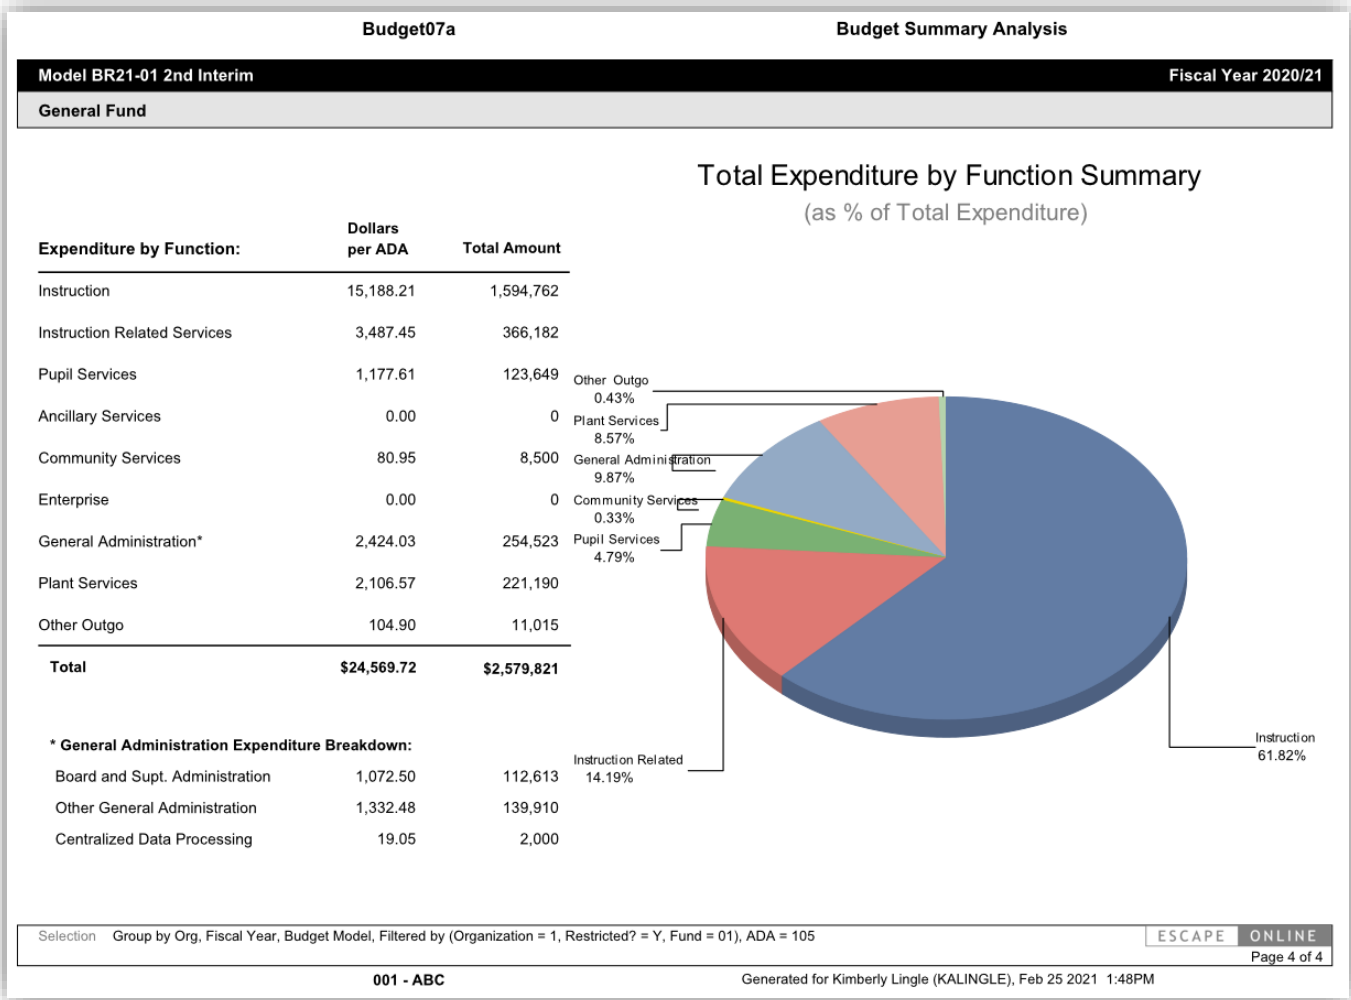 Budget07a Budget Summary Analysis
Model BR21-01 2nd Interim Fiscal Year 2020/21
General Fund
Total Expenditure by Function Summary
(as % of Total Expenditure)
Dollars
Expenditure by Function: per ADA Total Amount
Instruction 15,188.21 1,594,762
Instruction Related Services 3,487.45 366,182
Pupil Services 1,177.61 123,649
Ancillary Services 0.00 0
Community Services 80.95 8,500
Enterprise 0.00 0
General Administration* 2,424.03 254,523
Plant Services 2,106.57 221,190
Other Outgo 104.90 11,015
Total $24,569.72 $2,579,821
* General Administration Expenditure Breakdown:
Board and Supt. Administration 1,072.50 112,613
Other General Administration 1,332.48 139,910
Centralized Data Processing 19.05 2,000
Other Outgo
0.43%
Plant Services
8.57%
General Administration
9.87%
Community Services
0.33%
Pupil Services
4.79%
Instruction Related
14.19%
Instruction
61.82%
Selection Group by Org, Fiscal Year, Budget Model, Filtered by (Organization = 1, Restricted? = Y, Fund = 01), ADA = 105
ESCAPE ONLINE
Page 4 of 4
001 - ABC Generated for Kimberly Lingle (KALINGLE), Feb 25 2021 1:48PM